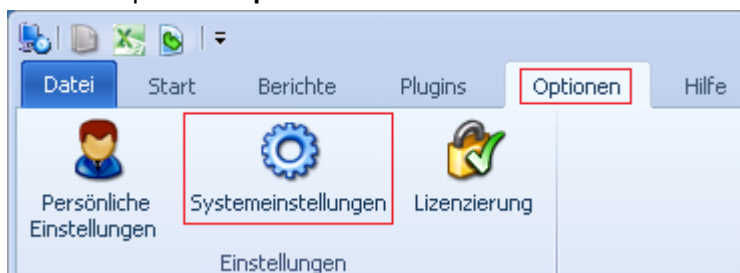 Datei Start Berichte Plugins Optionen Hilfe
Persönliche Einstellungen
Systemeinstellungen
Lizenzierung
Einstellungen